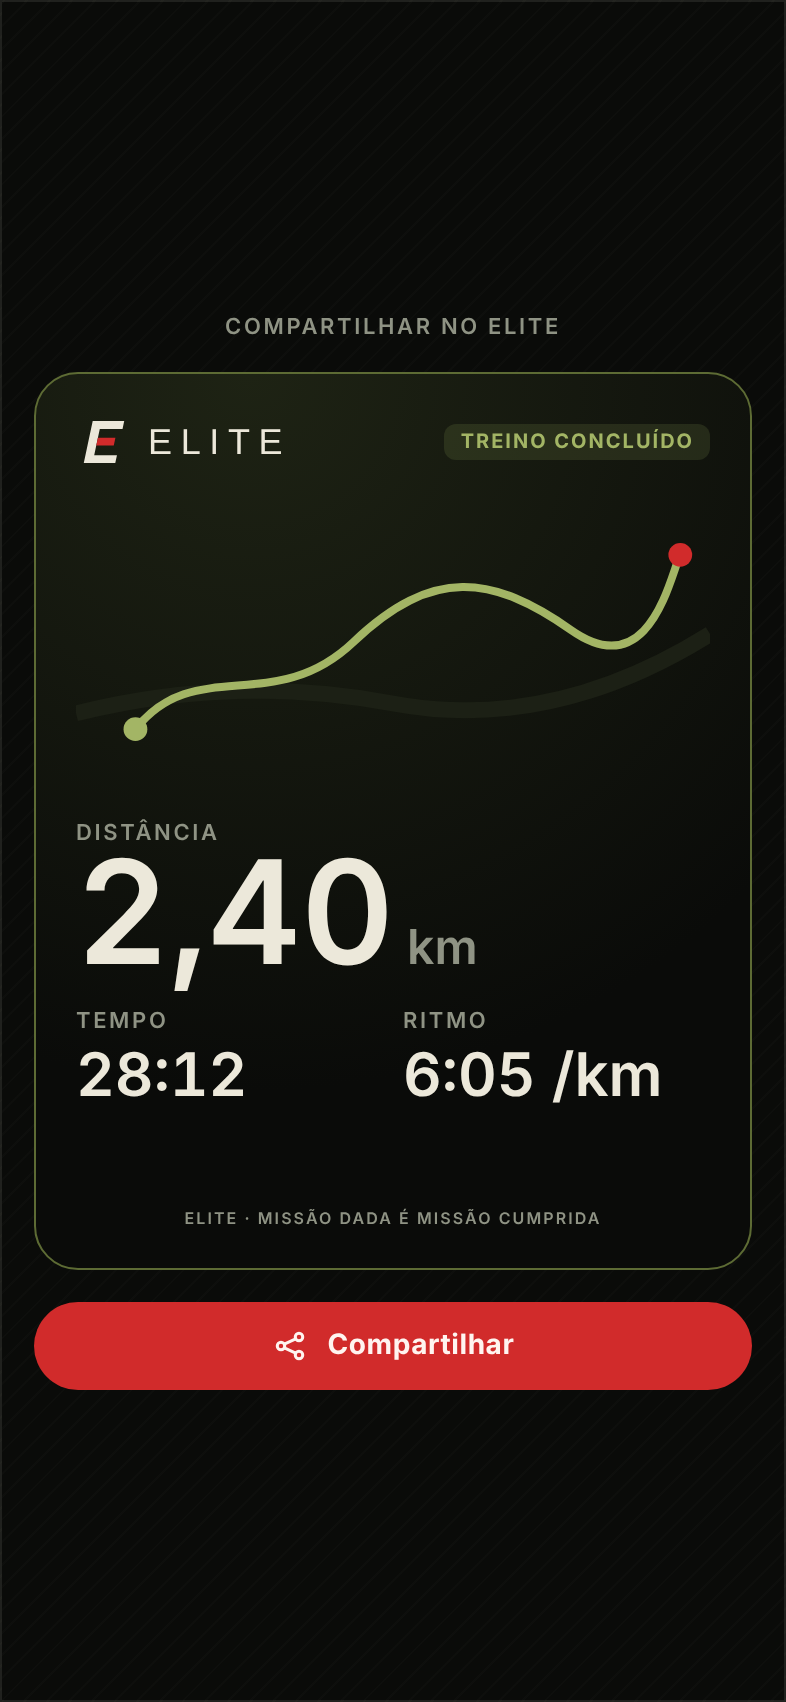 COMPARTILHAR NO ELITE
E ELITE
TREINO CONCLUÍDO
DISTÂNCIA
2,40 km
TEMPO
RITMO
28:12
6:05 /km
ELITE · MISSÃO DADA É MISSÃO CUMPRIDA
Compartilhar